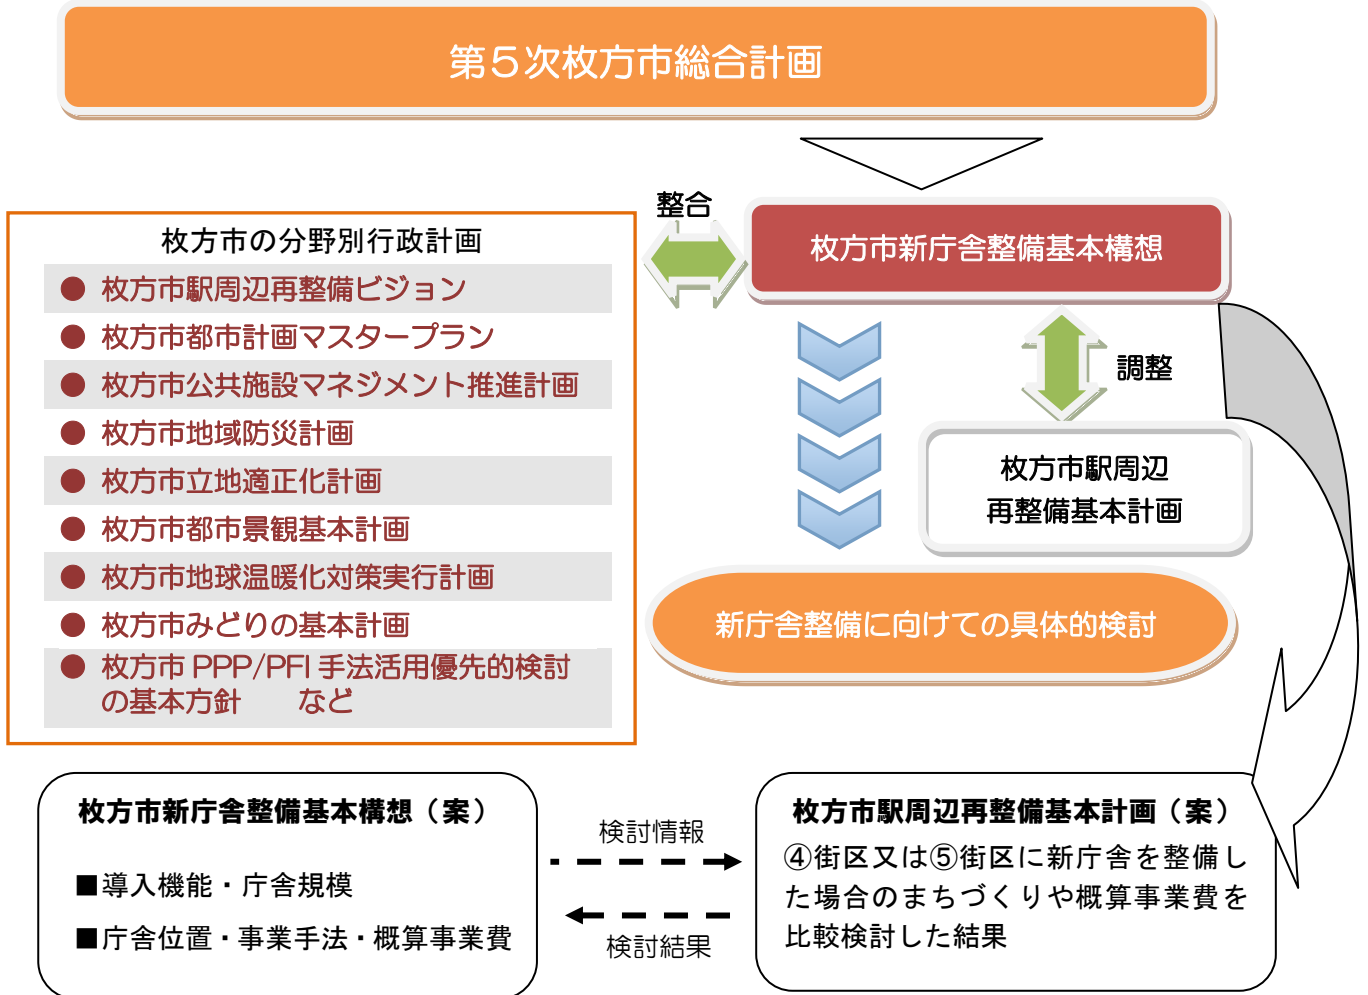 第５次枚方市総合計画
整合
枚方市新庁舎整備基本構想
枚方市の分野別行政計画
● 枚方市駅周辺再整備ビジョン
● 枚方市都市計画マスタープラン
● 枚方市公共施設マネジメント推進計画
● 枚方市地域防災計画
● 枚方市立地適正化計画
● 枚方市都市景観基本計画
● 枚方市地球温暖化対策実行計画
● 枚方市みどりの基本計画
● 枚方市 PPP/PFI 手法活用優先的検討
の基本方針　　など
調整
枚方市駅周辺
再整備基本計画
新庁舎整備に向けての具体的検討
枚方市新庁舎整備基本構想（案）
■導入機能・庁舎規模
■庁舎位置・事業手法・概算事業費
検討情報
検討結果
枚方市駅周辺再整備基本計画（案）
④街区又は⑤街区に新庁舎を整備し
た場合のまちづくりや概算事業費を
比較検討した結果